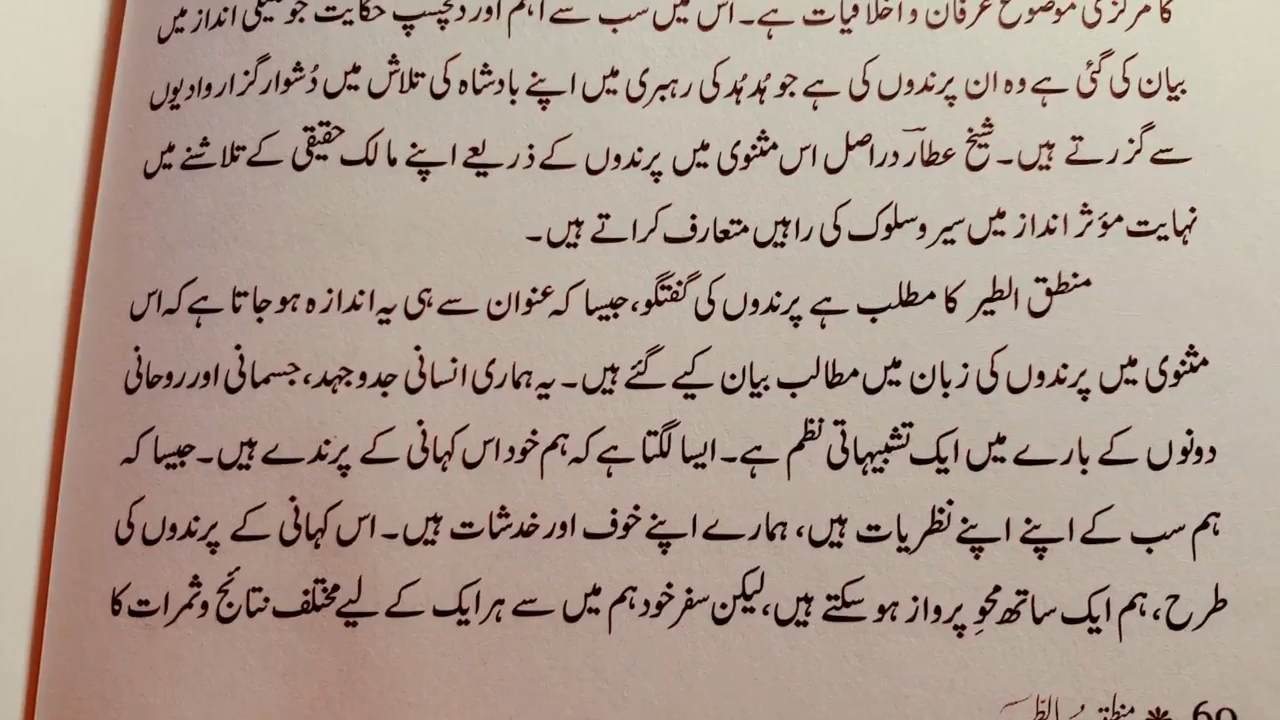 کا مرکزی موضوع عرفان و اخلاقیات ہے۔ اس میں سب سے اہم اور دلچسپ حکایت جو تمثیلی انداز میں
بیان کی گئی ہے وہ ان پرندوں کی ہے جو ہُدہُد کی رہبری میں اپنے بادشاہ کی تلاش میں دُشوار گزار وادیوں
سے گزرتے ہیں۔ شیخ عطارؔ دراصل اس مثنوی میں پرندوں کے ذریعے اپنے مالک حقیقی کے تلاشنے میں
نہایت مؤثر انداز میں سیر و سلوک کی راہیں متعارف کراتے ہیں۔
منطق الطیر کا مطلب ہے پرندوں کی گفتگو، جیسا کہ عنوان سے ہی یہ اندازہ ہو جاتا ہے کہ اس
مثنوی میں پرندوں کی زبان میں مطالب بیان کیے گئے ہیں۔ یہ ہماری انسانی جدوجہد، جسمانی اور روحانی
دونوں کے بارے میں ایک تشبیہاتی نظم ہے۔ ایسا لگتا ہے کہ ہم خود اس کہانی کے پرندے ہیں۔ جیسا کہ
ہم سب کے اپنے اپنے نظریات ہیں، ہمارے اپنے خوف اور خدشات ہیں۔ اس کہانی کے پرندوں کی
طرح، ہم ایک ساتھ محوِ پرواز ہو سکتے ہیں، لیکن سفر خود ہم میں سے ہر ایک کے لیے مختلف نتائج و ثمرات کا